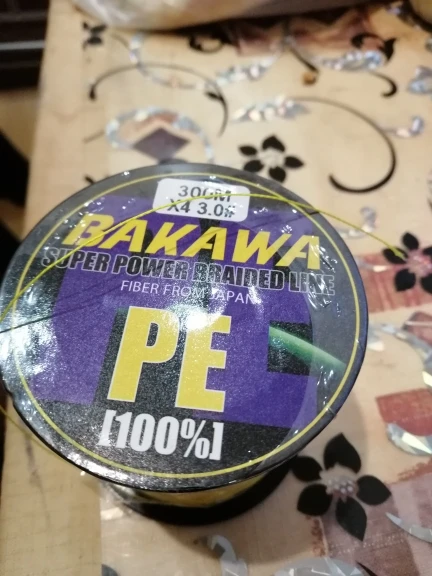 300M
X4 3.0#
BAKAWA
SUPER POWER BRAIDED LINE
FIBER FROM JAPAN
PE
[100%]